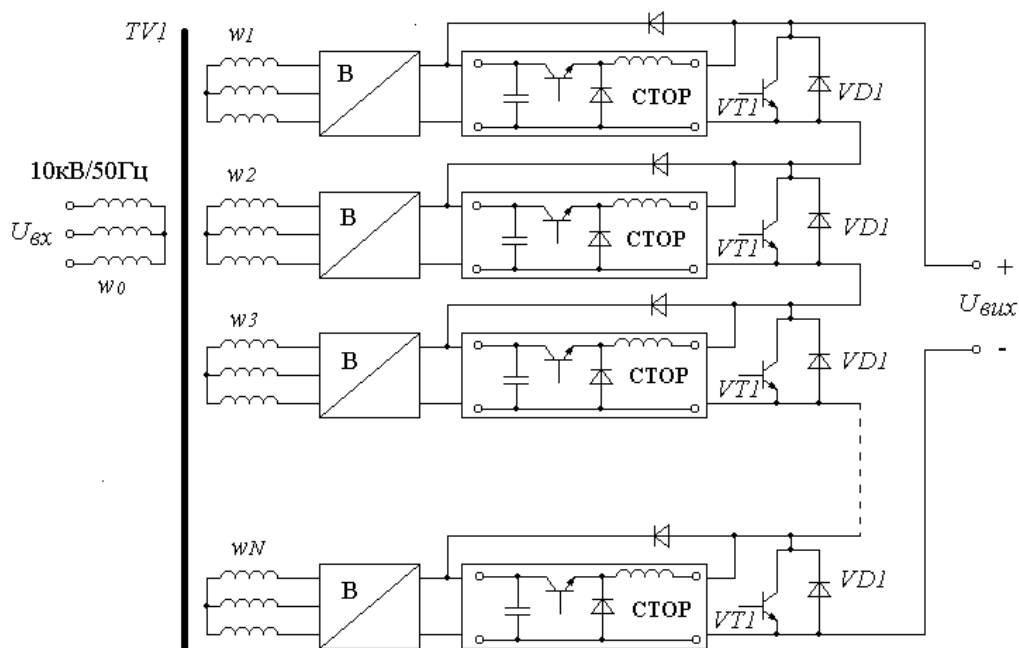 TV1
w1
В
СТОР
VT1
VD1
10кВ/50Гц
w2
В
СТОР
VT1
VD1
Uвх
w0
+
Uвих
-
w3
В
СТОР
VT1
VD1
wN
В
СТОР
VT1
VD1